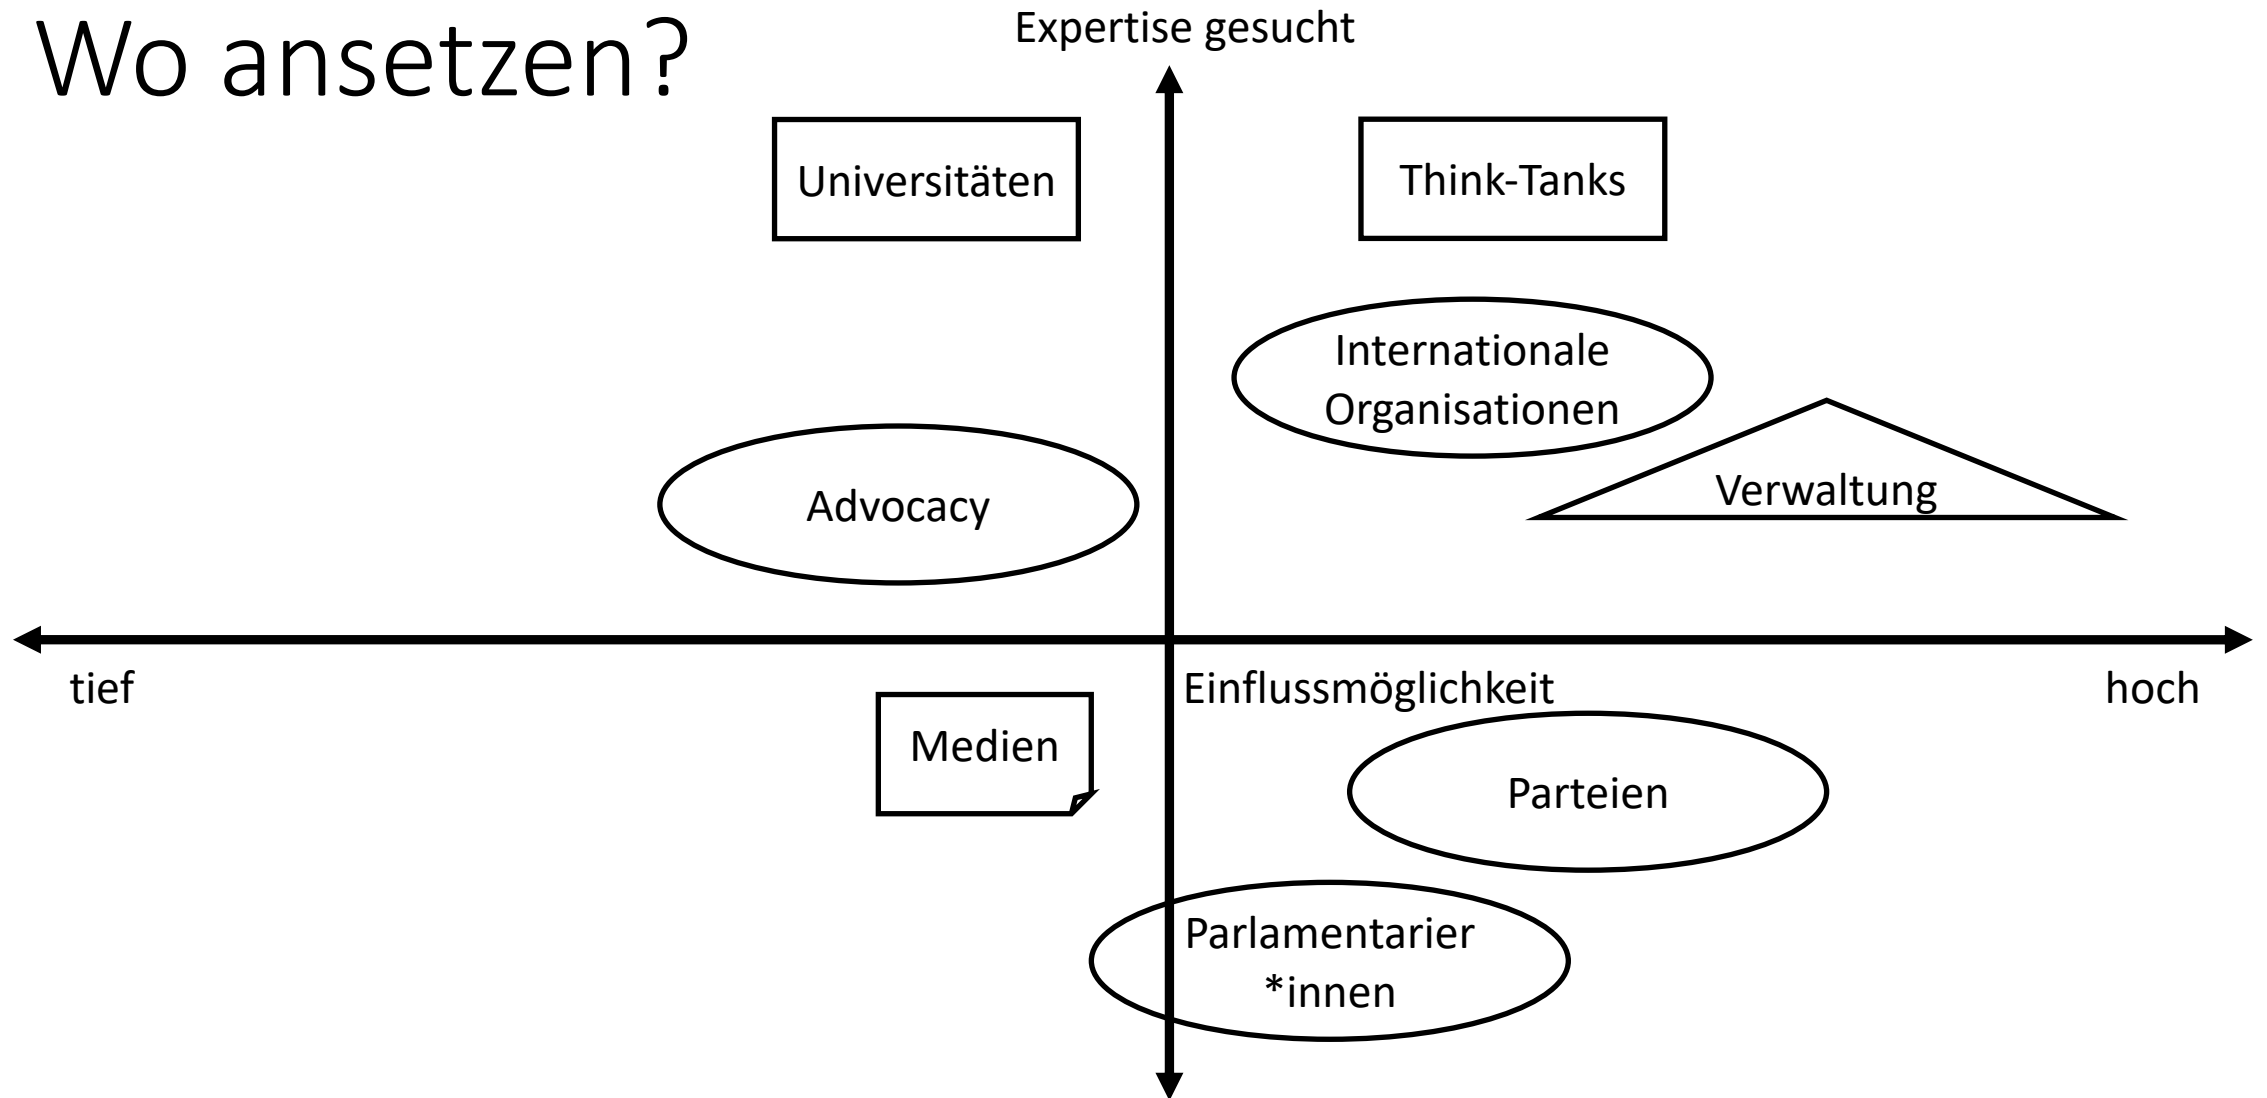 Wo ansetzen?
Expertise gesucht
Universitäten
Think-Tanks
Internationale
Organisationen
Verwaltung
Advocacy
tief
Einflussmöglichkeit
hoch
Medien
Parteien
Parlamentarier
*innen